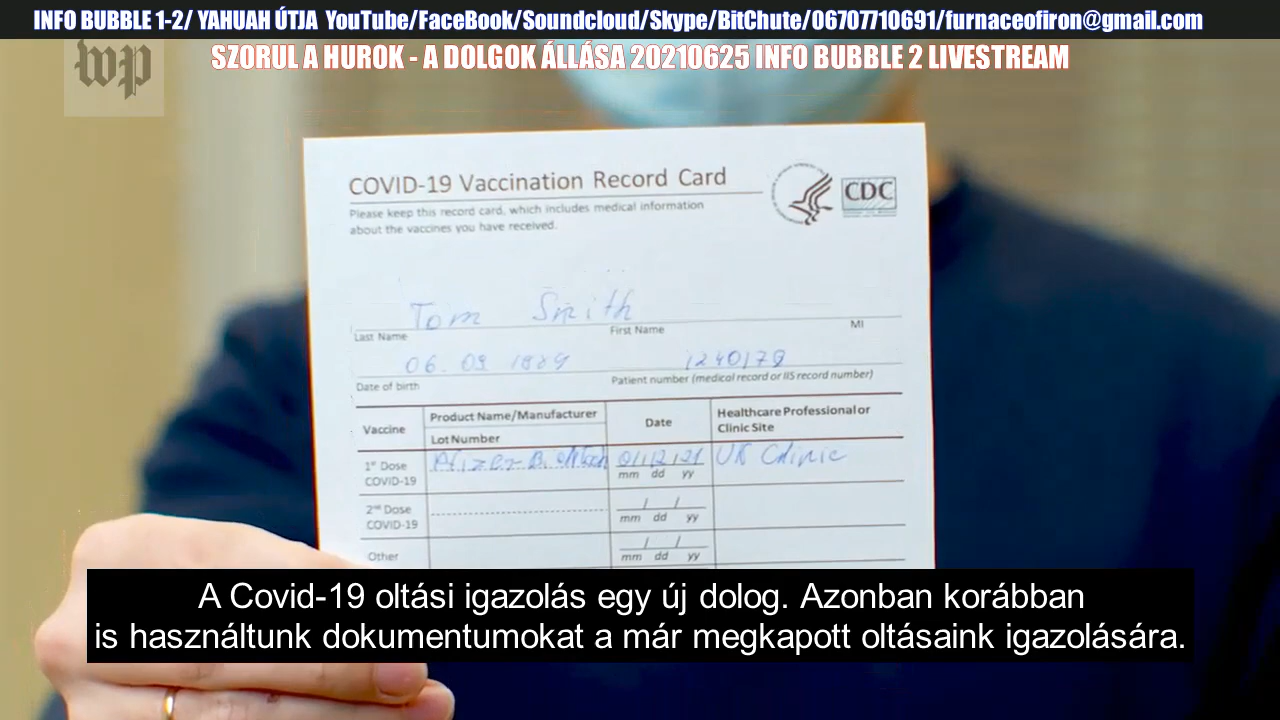 INFO BUBBLE 1-2/ YAHUAH ÚTJA YouTube/FaceBook/Soundcloud/Skype/BitChute/06707710691/furnaceofiron@gmail.com
SZORUL A HUROK - A DOLGOK ÁLLÁSA 20210625 INFO BUBBLE 2 LIVESTREAM
wp
COVID-19 Vaccination Record Card
CDC
Please keep this record card, which includes medical information
about the vaccines you have received.
Tom Smith
Last Name First Name MI
06. 09 1989 1240179
Date of birth Patient number (medical record or IIS record number)
Vaccine Product Name/Manufacturer Date Healthcare Professional or
Lot Number Clinic Site
1st Dose 01/12/21 Clinic
COVID-19 mm dd yy
2nd Dose / /
COVID-19 mm dd yy
Other / /
mm dd yy
A Covid-19 oltási igazolás egy új dolog. Azonban korábban
is használtunk dokumentumokat a már megkapott oltásaink igazolására.